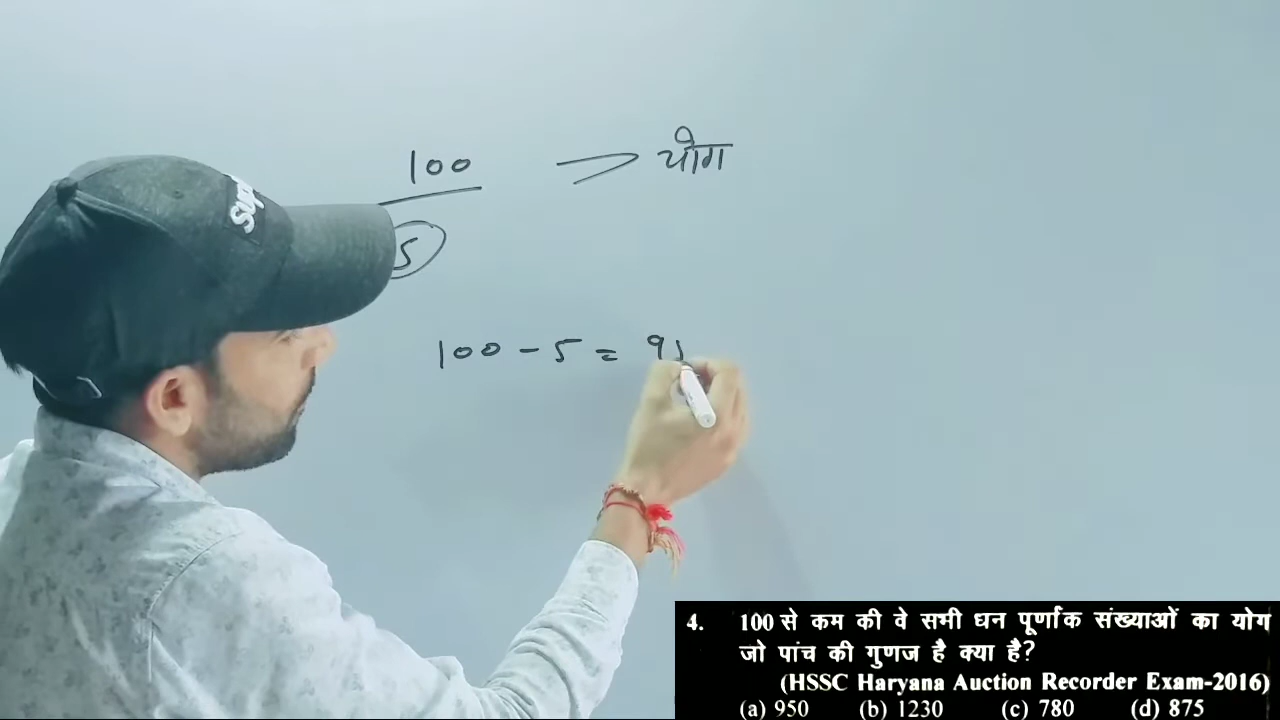 100 योग
5
100 - 5 = 9
4. 100 से कम की वे सभी धन पूर्णाक संख्याओं का योग
जो पांच की गुणज है क्या है?
(HSSC Haryana Auction Recorder Exam-2016)
(a) 950 (b) 1230 (c) 780 (d) 875